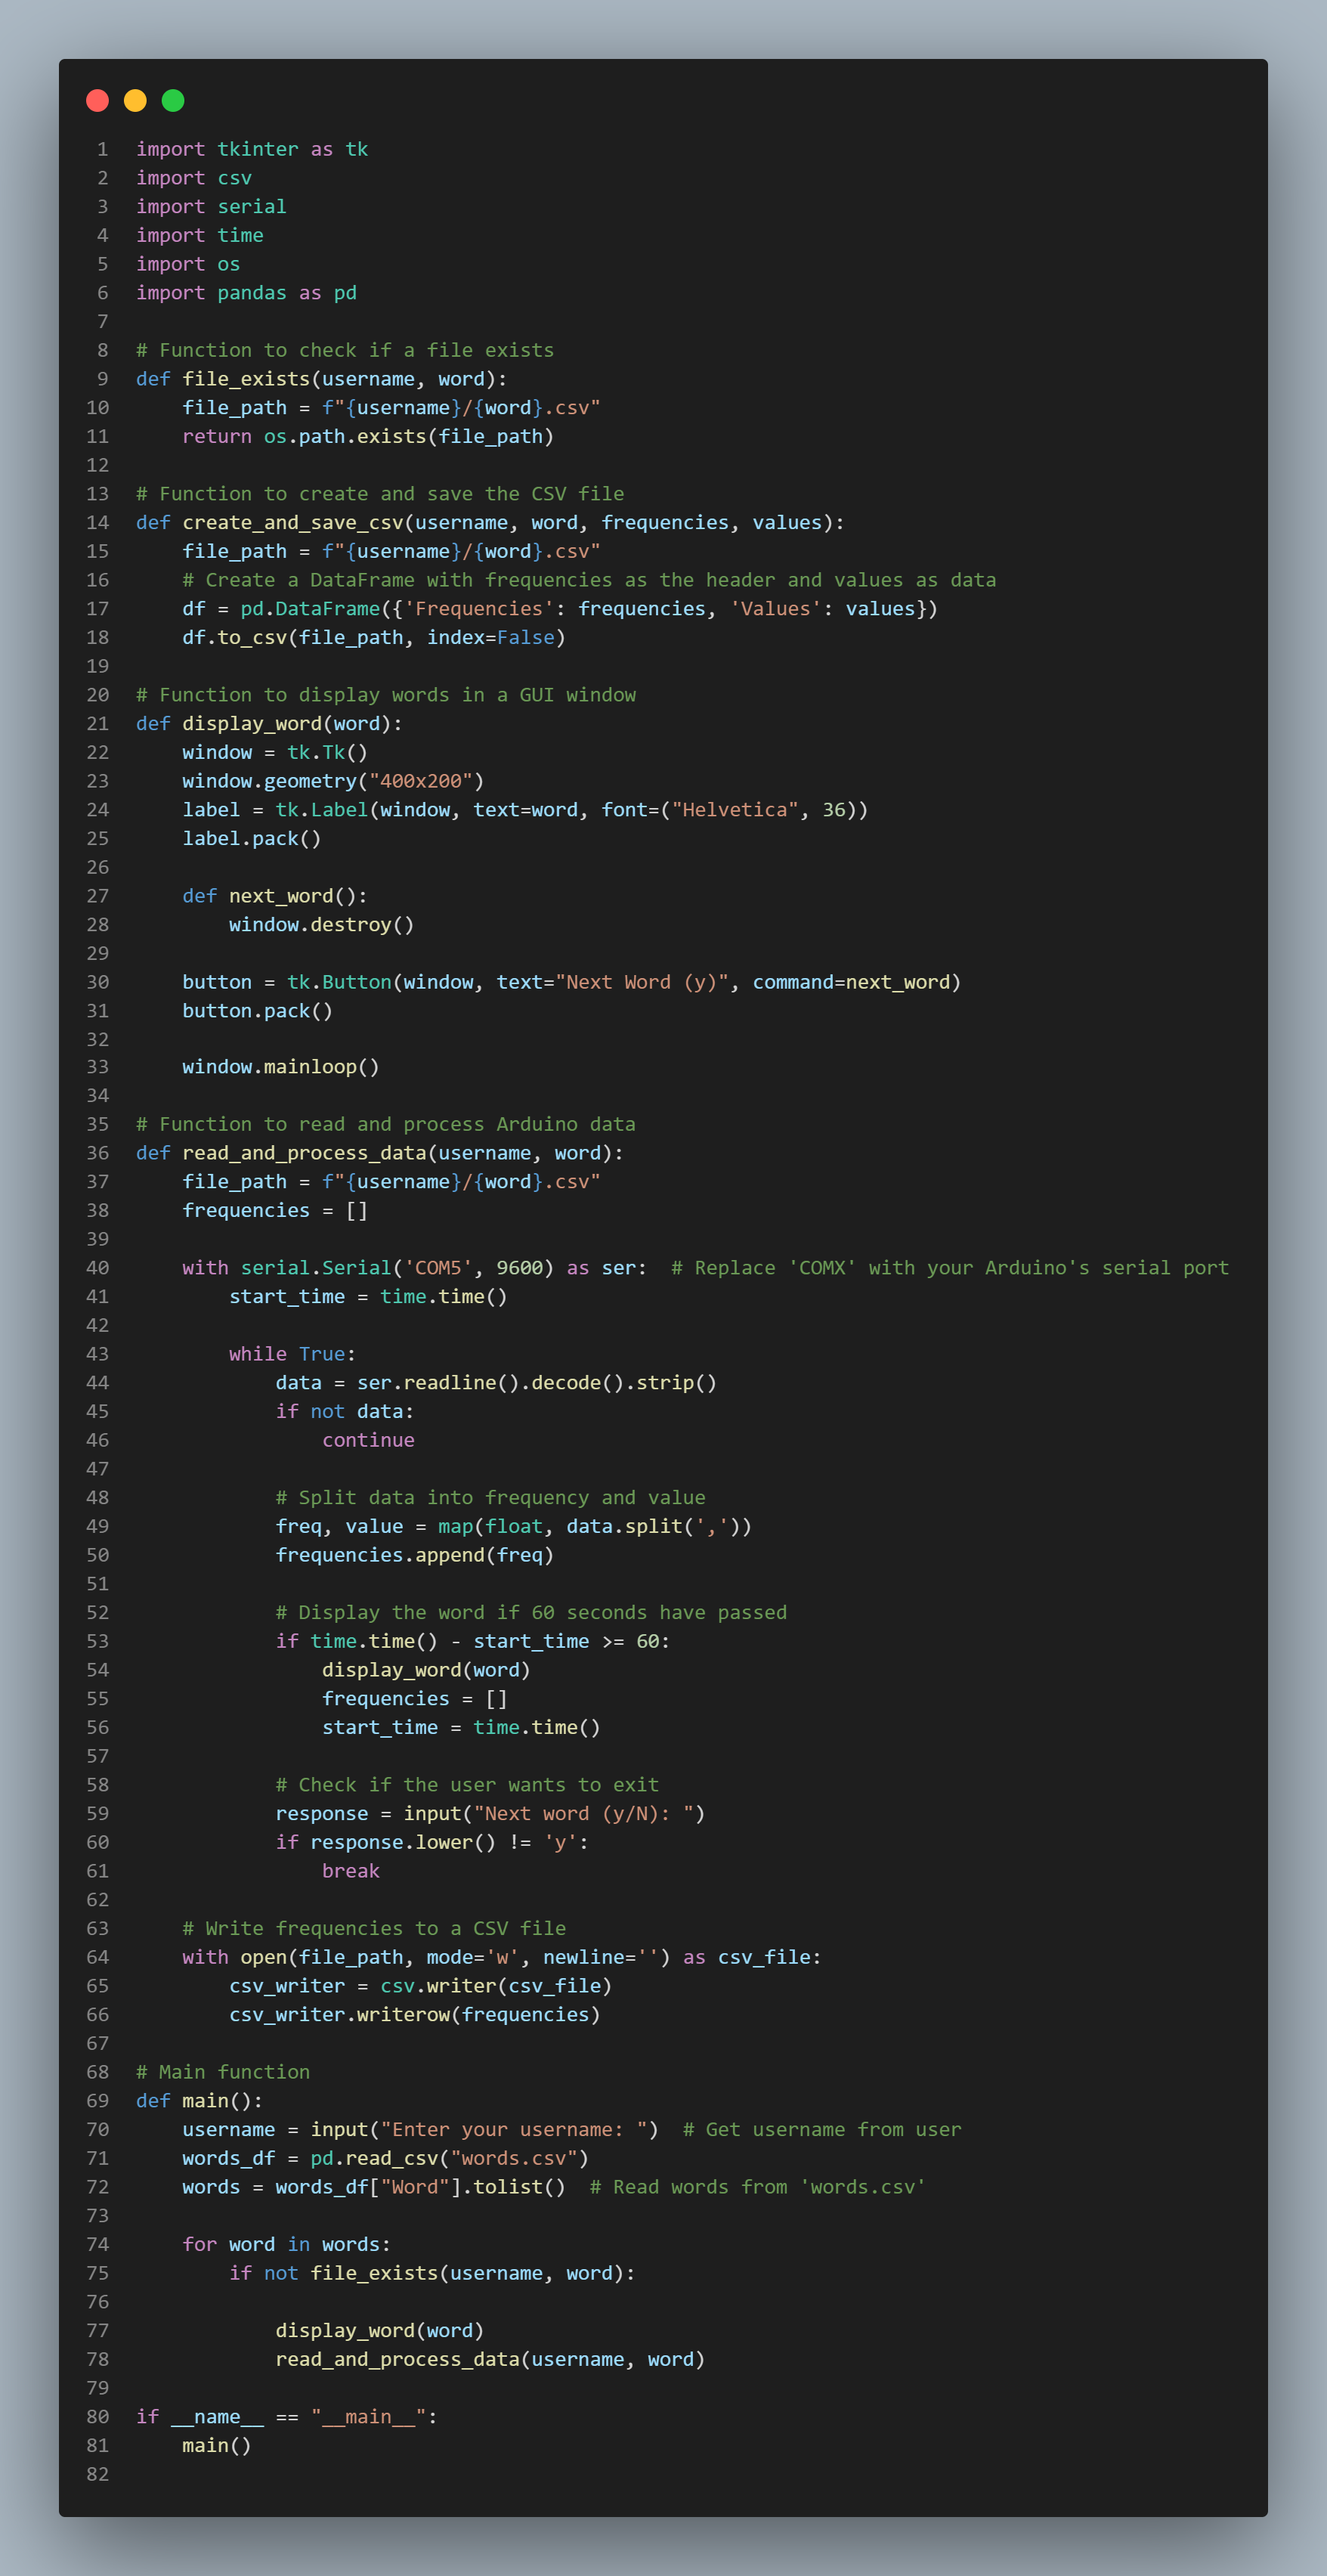 1 import tkinter as tk
2 import csv
3 import serial
4 import time
5 import os
6 import pandas as pd
7
8 # Function to check if a file exists
9 def file_exists(username, word):
10     file_path = f"{username}/{word}.csv"
11     return os.path.exists(file_path)
12
13 # Function to create and save the CSV file
14 def create_and_save_csv(username, word, frequencies, values):
15     file_path = f"{username}/{word}.csv"
16     # Create a DataFrame with frequencies as the header and values as data
17     df = pd.DataFrame({'Frequencies': frequencies, 'Values': values})
18     df.to_csv(file_path, index=False)
19
20 # Function to display words in a GUI window
21 def display_word(word):
22     window = tk.Tk()
23     window.geometry("400x200")
24     label = tk.Label(window, text=word, font=("Helvetica", 36))
25     label.pack()
26
27     def next_word():
28         window.destroy()
29
30     button = tk.Button(window, text="Next Word (y)", command=next_word)
31     button.pack()
32
33     window.mainloop()
34
35 # Function to read and process Arduino data
36 def read_and_process_data(username, word):
37     file_path = f"{username}/{word}.csv"
38     frequencies = []
39
40     with serial.Serial('COM5', 9600) as ser:  # Replace 'COMX' with your Arduino's serial port
41         start_time = time.time()
42
43         while True:
44             data = ser.readline().decode().strip()
45             if not data:
46                 continue
47
48             # Split data into frequency and value
49             freq, value = map(float, data.split(','))
50             frequencies.append(freq)
51
52             # Display the word if 60 seconds have passed
53             if time.time() - start_time >= 60:
54                 display_word(word)
55                 frequencies = []
56                 start_time = time.time()
57
58             # Check if the user wants to exit
59             response = input("Next word (y/N): ")
60             if response.lower() != 'y':
61                 break
62
63     # Write frequencies to a CSV file
64     with open(file_path, mode='w', newline='') as csv_file:
65         csv_writer = csv.writer(csv_file)
66         csv_writer.writerow(frequencies)
67
68 # Main function
69 def main():
70     username = input("Enter your username: ")  # Get username from user
71     words_df = pd.read_csv("words.csv")
72     words = words_df["Word"].tolist()  # Read words from 'words.csv'
73
74     for word in words:
75         if not file_exists(username, word):
76
77             display_word(word)
78             read_and_process_data(username, word)
79
80 if __name__ == "__main__":
81     main()
82